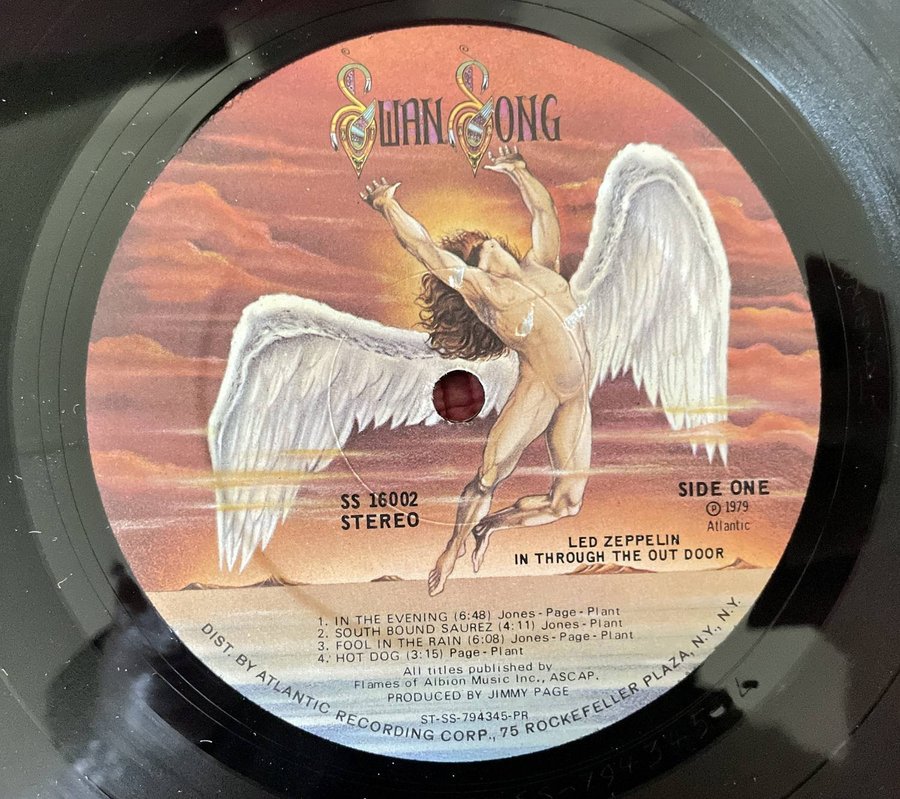 SWAN SONG
SS 16002
STEREO
SIDE ONE
Ⓟ 1979
Atlantic
LED ZEPPELIN
IN THROUGH THE OUT DOOR
1. IN THE EVENING (6:48) Jones-Page-Plant
2. SOUTH BOUND SAUREZ (4:11) Jones-Plant
3. FOOL IN THE RAIN (6:08) Jones-Page-Plant
4. HOT DOG (3:15) Page-Plant
All titles published by
Flames of Albion Music Inc., ASCAP.
PRODUCED BY JIMMY PAGE
ST-SS-794345-PR
DIST. BY ATLANTIC RECORDING CORP., 75 ROCKEFELLER PLAZA, N.Y., N.Y.